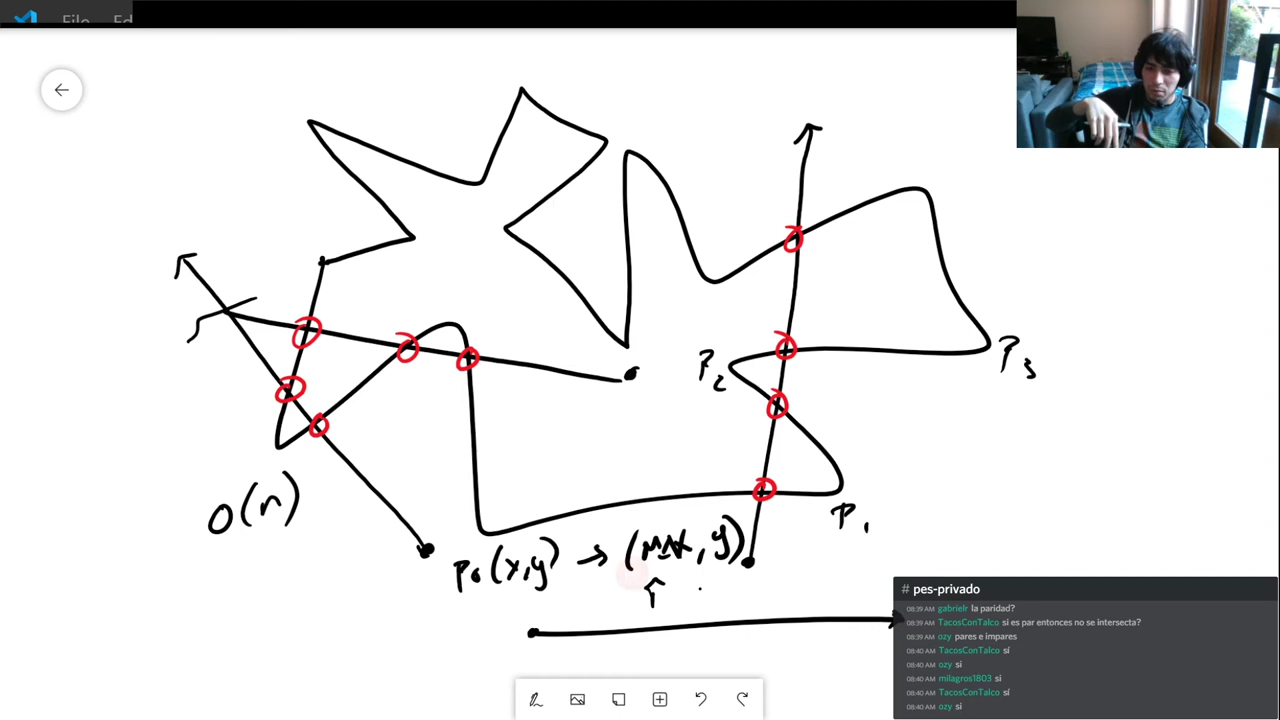 File Ed
P2
P3
O(n)
P1
P0(x,y) → (MAX, y)
# pes-privado
08:39 AM gabrielr la paridad?
08:39 AM TacosConTalco si es par entonces no se intersecta?
08:39 AM ozy pares e impares
08:40 AM TacosConTalco sí
08:40 AM ozy si
08:40 AM milagros1803 si
08:40 AM TacosConTalco sí
08:40 AM ozy si